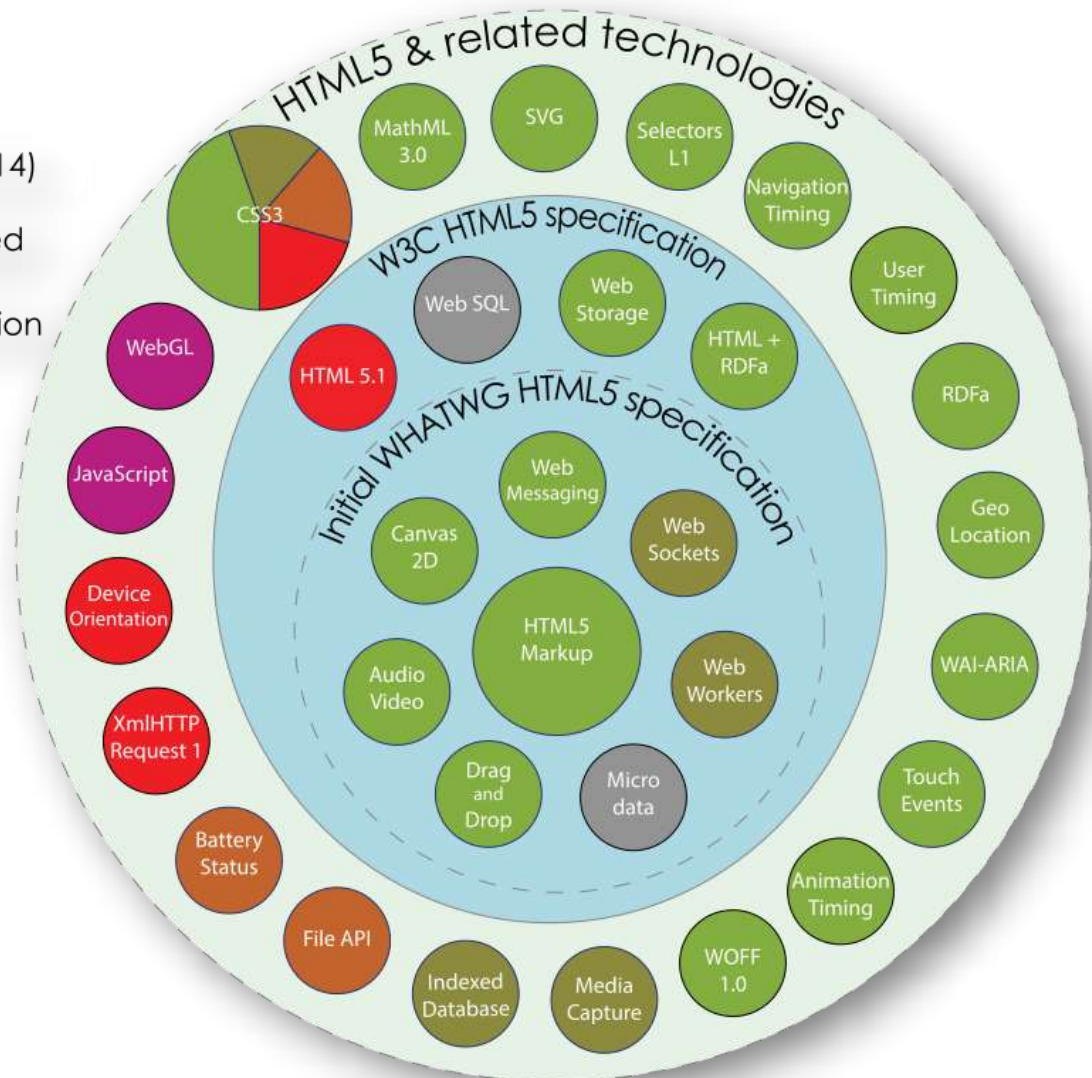 14)
ed
ion
HTML5 & related technologies
MathML
3.0
SVG
Selectors
L1
Navigation
Timing
User
Timing
RDFa
Geo
Location
WAI-ARIA
Touch
Events
Animation
Timing
WOFF
1.0
Media
Capture
Indexed
Database
File API
Battery
Status
XmlHTTP
Request 1
Device
Orientation
JavaScript
WebGL
CSS3
W3C HTML5 specification
HTML 5.1
Web SQL
Web
Storage
HTML +
RDFa
Initial WHATWG HTML5 specification
Web
Messaging
Canvas
2D
Web
Sockets
HTML5
Markup
Audio
Video
Web
Workers
Drag
and
Drop
Micro
data